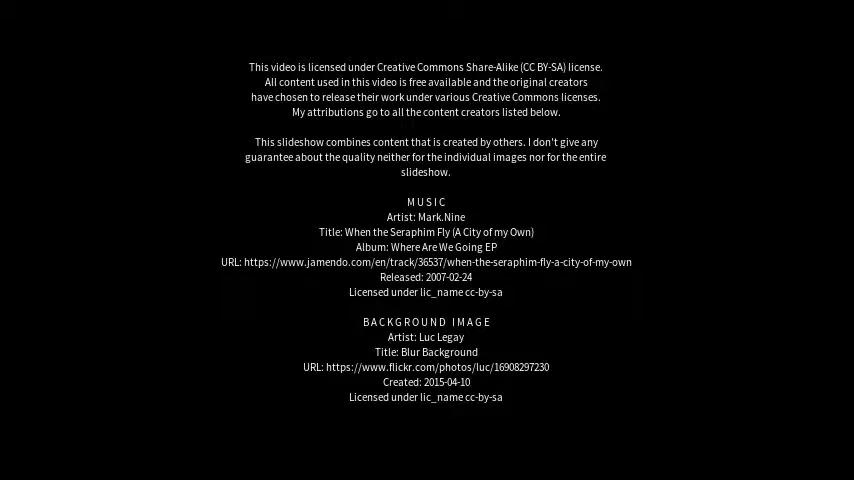 This video is licensed under Creative Commons Share-Alike (CC BY-SA) license.
All content used in this video is free available and the original creators
have chosen to release their work under various Creative Commons licenses.
My attributions go to all the content creators listed below.
This slideshow combines content that is created by others. I don't give any
guarantee about the quality neither for the individual images nor for the entire
slideshow.
M U S I C
Artist: Mark.Nine
Title: When the Seraphim Fly (A City of my Own)
Album: Where Are We Going EP
URL: https://www.jamendo.com/en/track/36537/when-the-seraphim-fly-a-city-of-my-own
Released: 2007-02-24
Licensed under lic_name cc-by-sa
B A C K G R O U N D   I M A G E
Artist: Luc Legay
Title: Blur Background
URL: https://www.flickr.com/photos/luc/16908297230
Created: 2015-04-10
Licensed under lic_name cc-by-sa